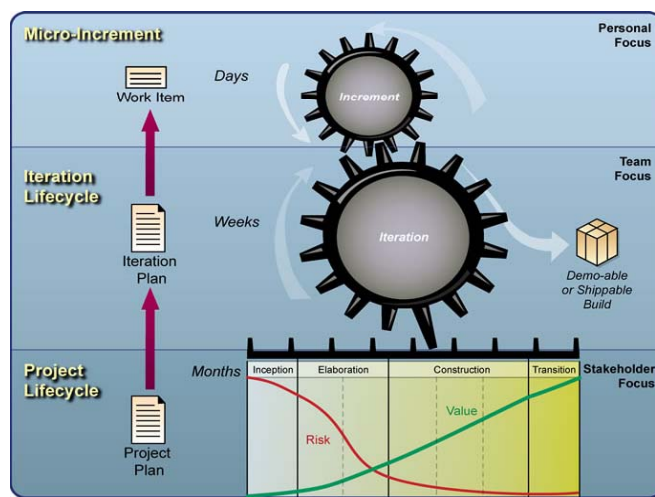 Micro-Increment
Personal
Focus
Days
Increment
Work Item
Iteration
Lifecycle
Team
Focus
Weeks
Iteration
Iteration
Plan
Demo-able
or Shippable
Build
Project
Lifecycle
Months
Inception
Elaboration
Construction
Transition
Stakeholder
Focus
Value
Risk
Project
Plan